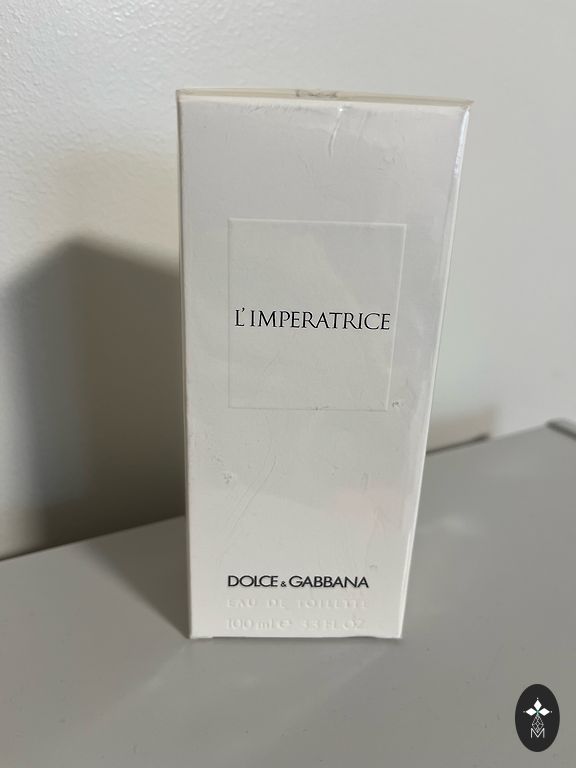 L'IMPERATRICE
DOLCE & GABBANA
EAU DE TOILETTE
100 ml ℮ 3.3 FL.OZ.